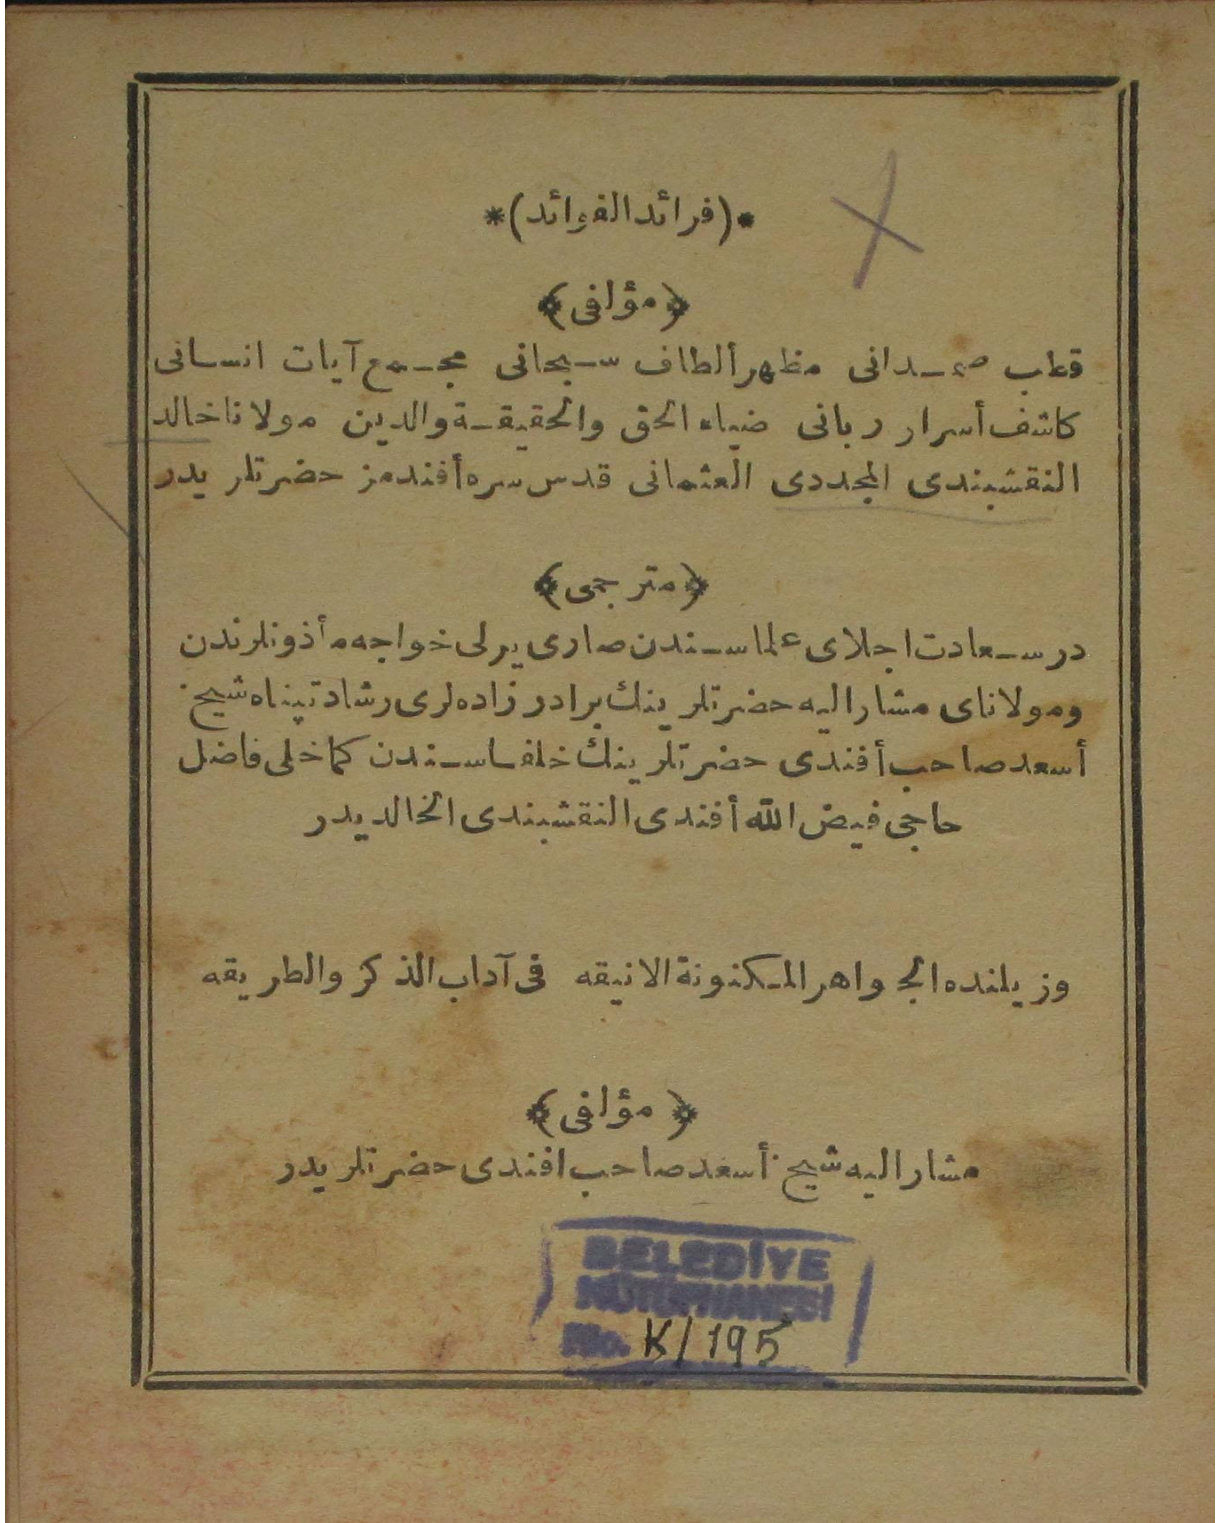 *(فرائد الفوائد)*
﴿مؤلفى﴾
قطب صمدانى مظهر ألطاف سبحانى مجمع آيات انسانى
كاشف أسرار ربانى ضياء الحق والحقيقة والدين مولانا خالد
النقشبندى المجددى العثمانى قدس سره أفندمز حضرتلريدر
﴿مترجمى﴾
درسعادت اجلاى علماسندن صارى يرلى خواجه مأذونلرندن
ومولاناى مشار اليه حضرتلرينك برادر زاده لرى رشادتپناه شيخ
أسعد صاحب أفندى حضرتلرينك خلفاسندن كماخلى فاضل
حاجى فيض الله أفندى النقشبندى الخالديدر
وزيلنده الجواهر المكنونة الانيقه فى آداب الذكر والطريقه
﴿مؤلفى﴾
مشار اليه شيخ أسعد صاحب افندى حضرتلريدر
BELEDİYE
KÜTÜPHANESİ
No. K/195